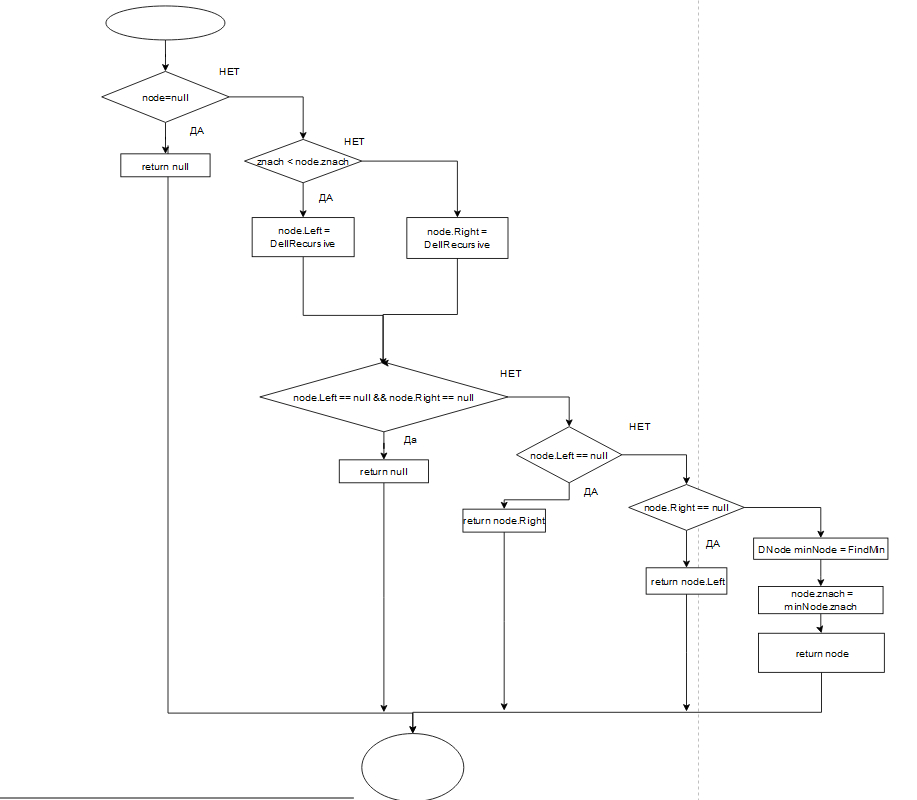 НЕТ
node=null
ДА
return null
НЕТ
znach < node.znach
ДА
node.Left =
DellRecursive
node.Right =
DellRecursive
НЕТ
node.Left == null && node.Right == null
Да
return null
НЕТ
node.Left == null
ДА
return node.Right
node.Right == null
ДА
return node.Left
DNode minNode = FindMin
node.znach =
minNode.znach
return node